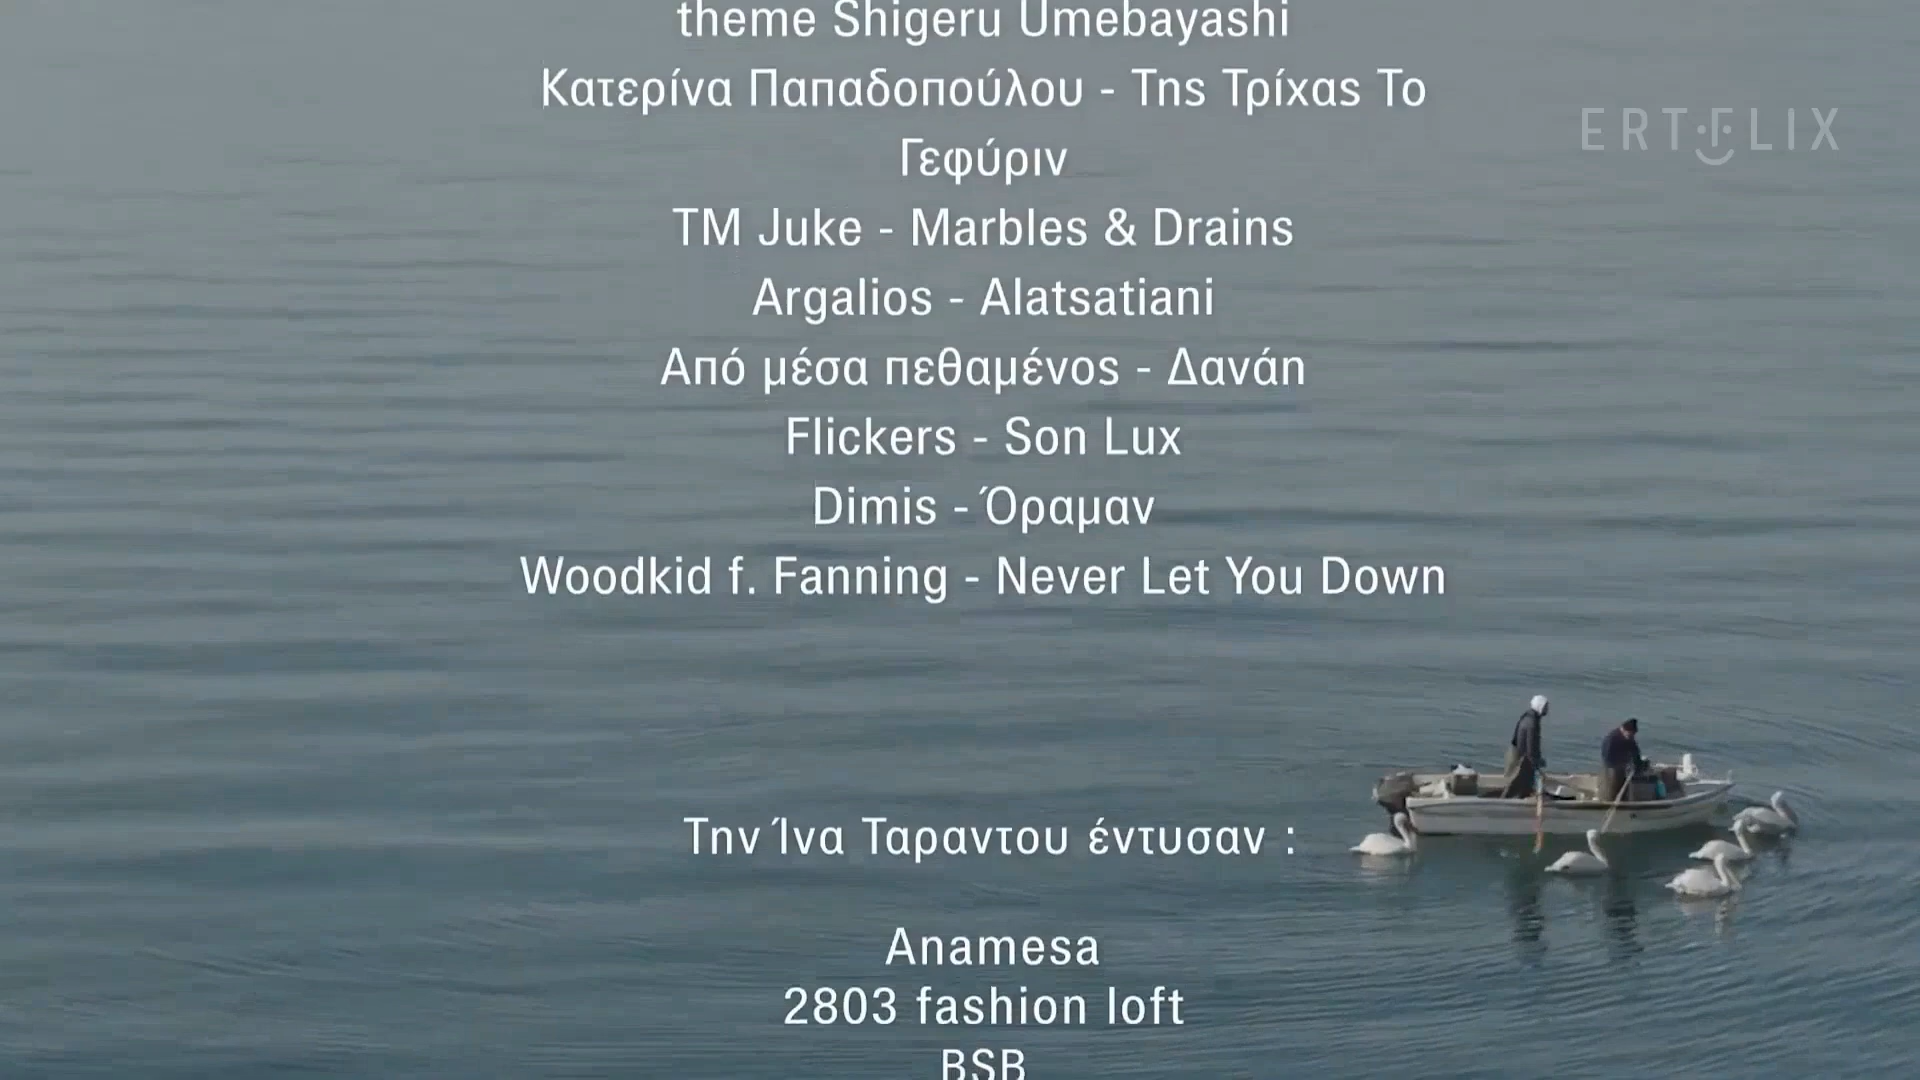 theme Shigeru Umebayashi
Κατερίνα Παπαδοπούλου - Της Τρίχας Το
Γεφύριν
ERTFLIX
TM Juke - Marbles & Drains
Argalios - Alatsatiani
Από μέσα πεθαμένος - Δανάη
Flickers - Son Lux
Dimis - Όραμαν
Woodkid f. Fanning - Never Let You Down
Την Ίνα Ταραντου έντυσαν :
Anamesa
2803 fashion loft
BSB